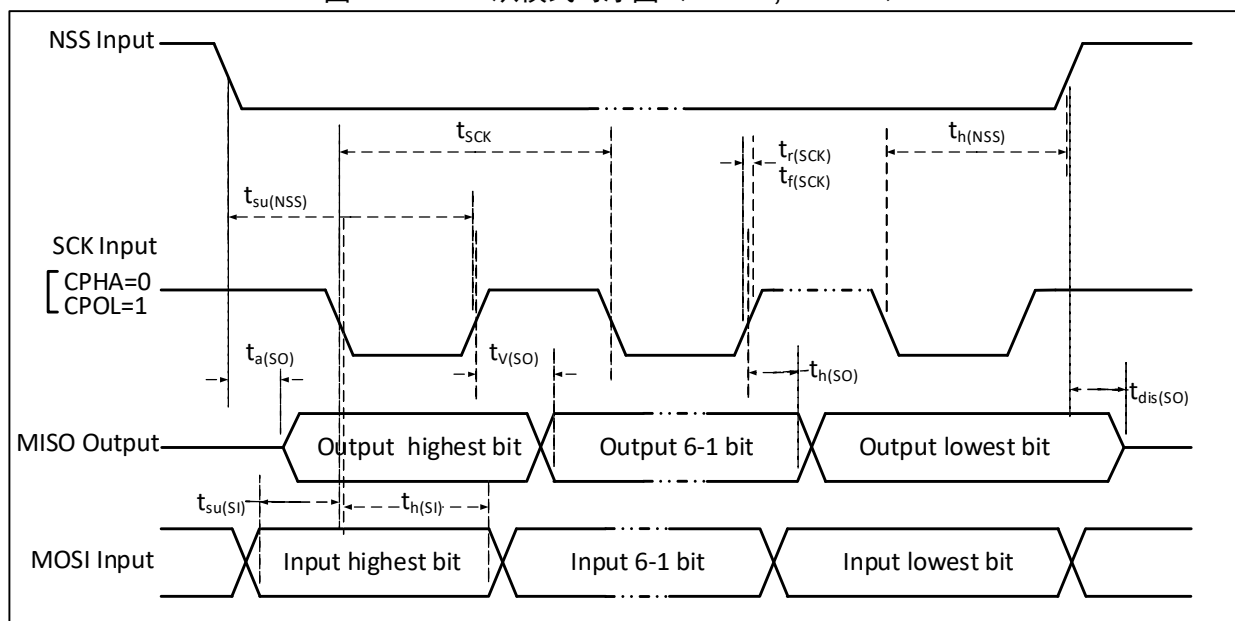 NSS Input
tSCK
th(NSS)
tr(SCK)
tf(SCK)
tsu(NSS)
SCK Input
CPHA=0
CPOL=1
ta(SO)
tV(SO)
th(SO)
tdis(SO)
MISO Output
Output highest bit
Output 6-1 bit
Output lowest bit
tsu(SI)
th(SI)
MOSI Input
Input highest bit
Input 6-1 bit
Input lowest bit